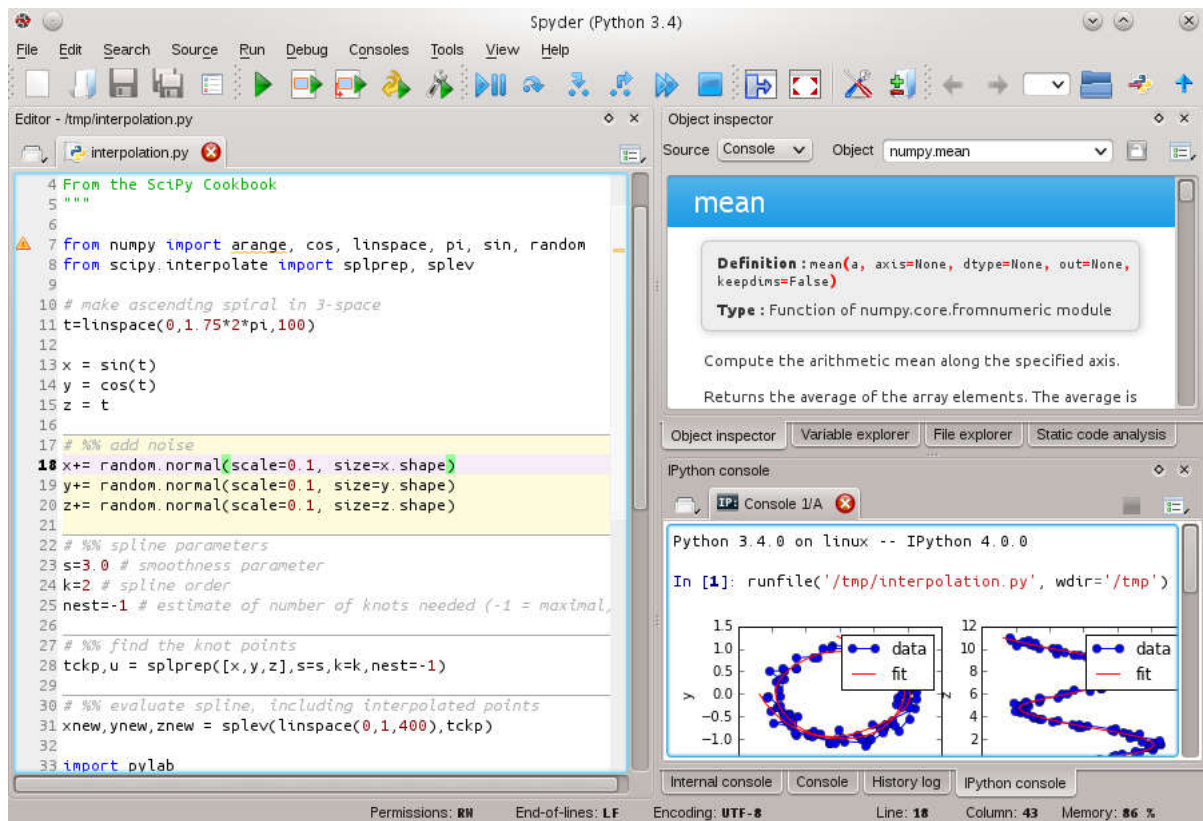 Spyder (Python 3.4)
File Edit Search Source Run Debug Consoles Tools View Help
Editor - /tmp/interpolation.py
interpolation.py
4 From the SciPy Cookbook
5 """
6
7 from numpy import arange, cos, linspace, pi, sin, random
8 from scipy.interpolate import splprep, splev
9
10 # make ascending spiral in 3-space
11 t=linspace(0,1.75*2*pi,100)
12
13 x = sin(t)
14 y = cos(t)
15 z = t
16
17 # %% add noise
18 x+= random.normal(scale=0.1, size=x.shape)
19 y+= random.normal(scale=0.1, size=y.shape)
20 z+= random.normal(scale=0.1, size=z.shape)
21
22 # %% spline parameters
23 s=3.0 # smoothness parameter
24 k=2 # spline order
25 nest=-1 # estimate of number of knots needed (-1 = maximal,
26
27 # %% find the knot points
28 tckp,u = splprep([x,y,z],s=s,k=k,nest=-1)
29
30 # %% evaluate spline, including interpolated points
31 xnew,ynew,znew = splev(linspace(0,1,400),tckp)
32
33 import pylab
Object inspector
Source Console Object numpy.mean
mean
Definition : mean(a, axis=None, dtype=None, out=None,
keepdims=False)
Type : Function of numpy.core.fromnumeric module
Compute the arithmetic mean along the specified axis.
Returns the average of the array elements. The average is
Object inspector Variable explorer File explorer Static code analysis
IPython console
IP: Console 1/A
Python 3.4.0 on linux -- IPython 4.0.0
In [1]: runfile('/tmp/interpolation.py', wdir='/tmp')
1.5
1.0
0.5
0.0
−0.5
−1.0
y
data
fit
12
10
8
6
4
2
z
data
fit
Internal console Console History log IPython console
Permissions: RW End-of-lines: LF Encoding: UTF-8 Line: 18 Column: 43 Memory: 86 %